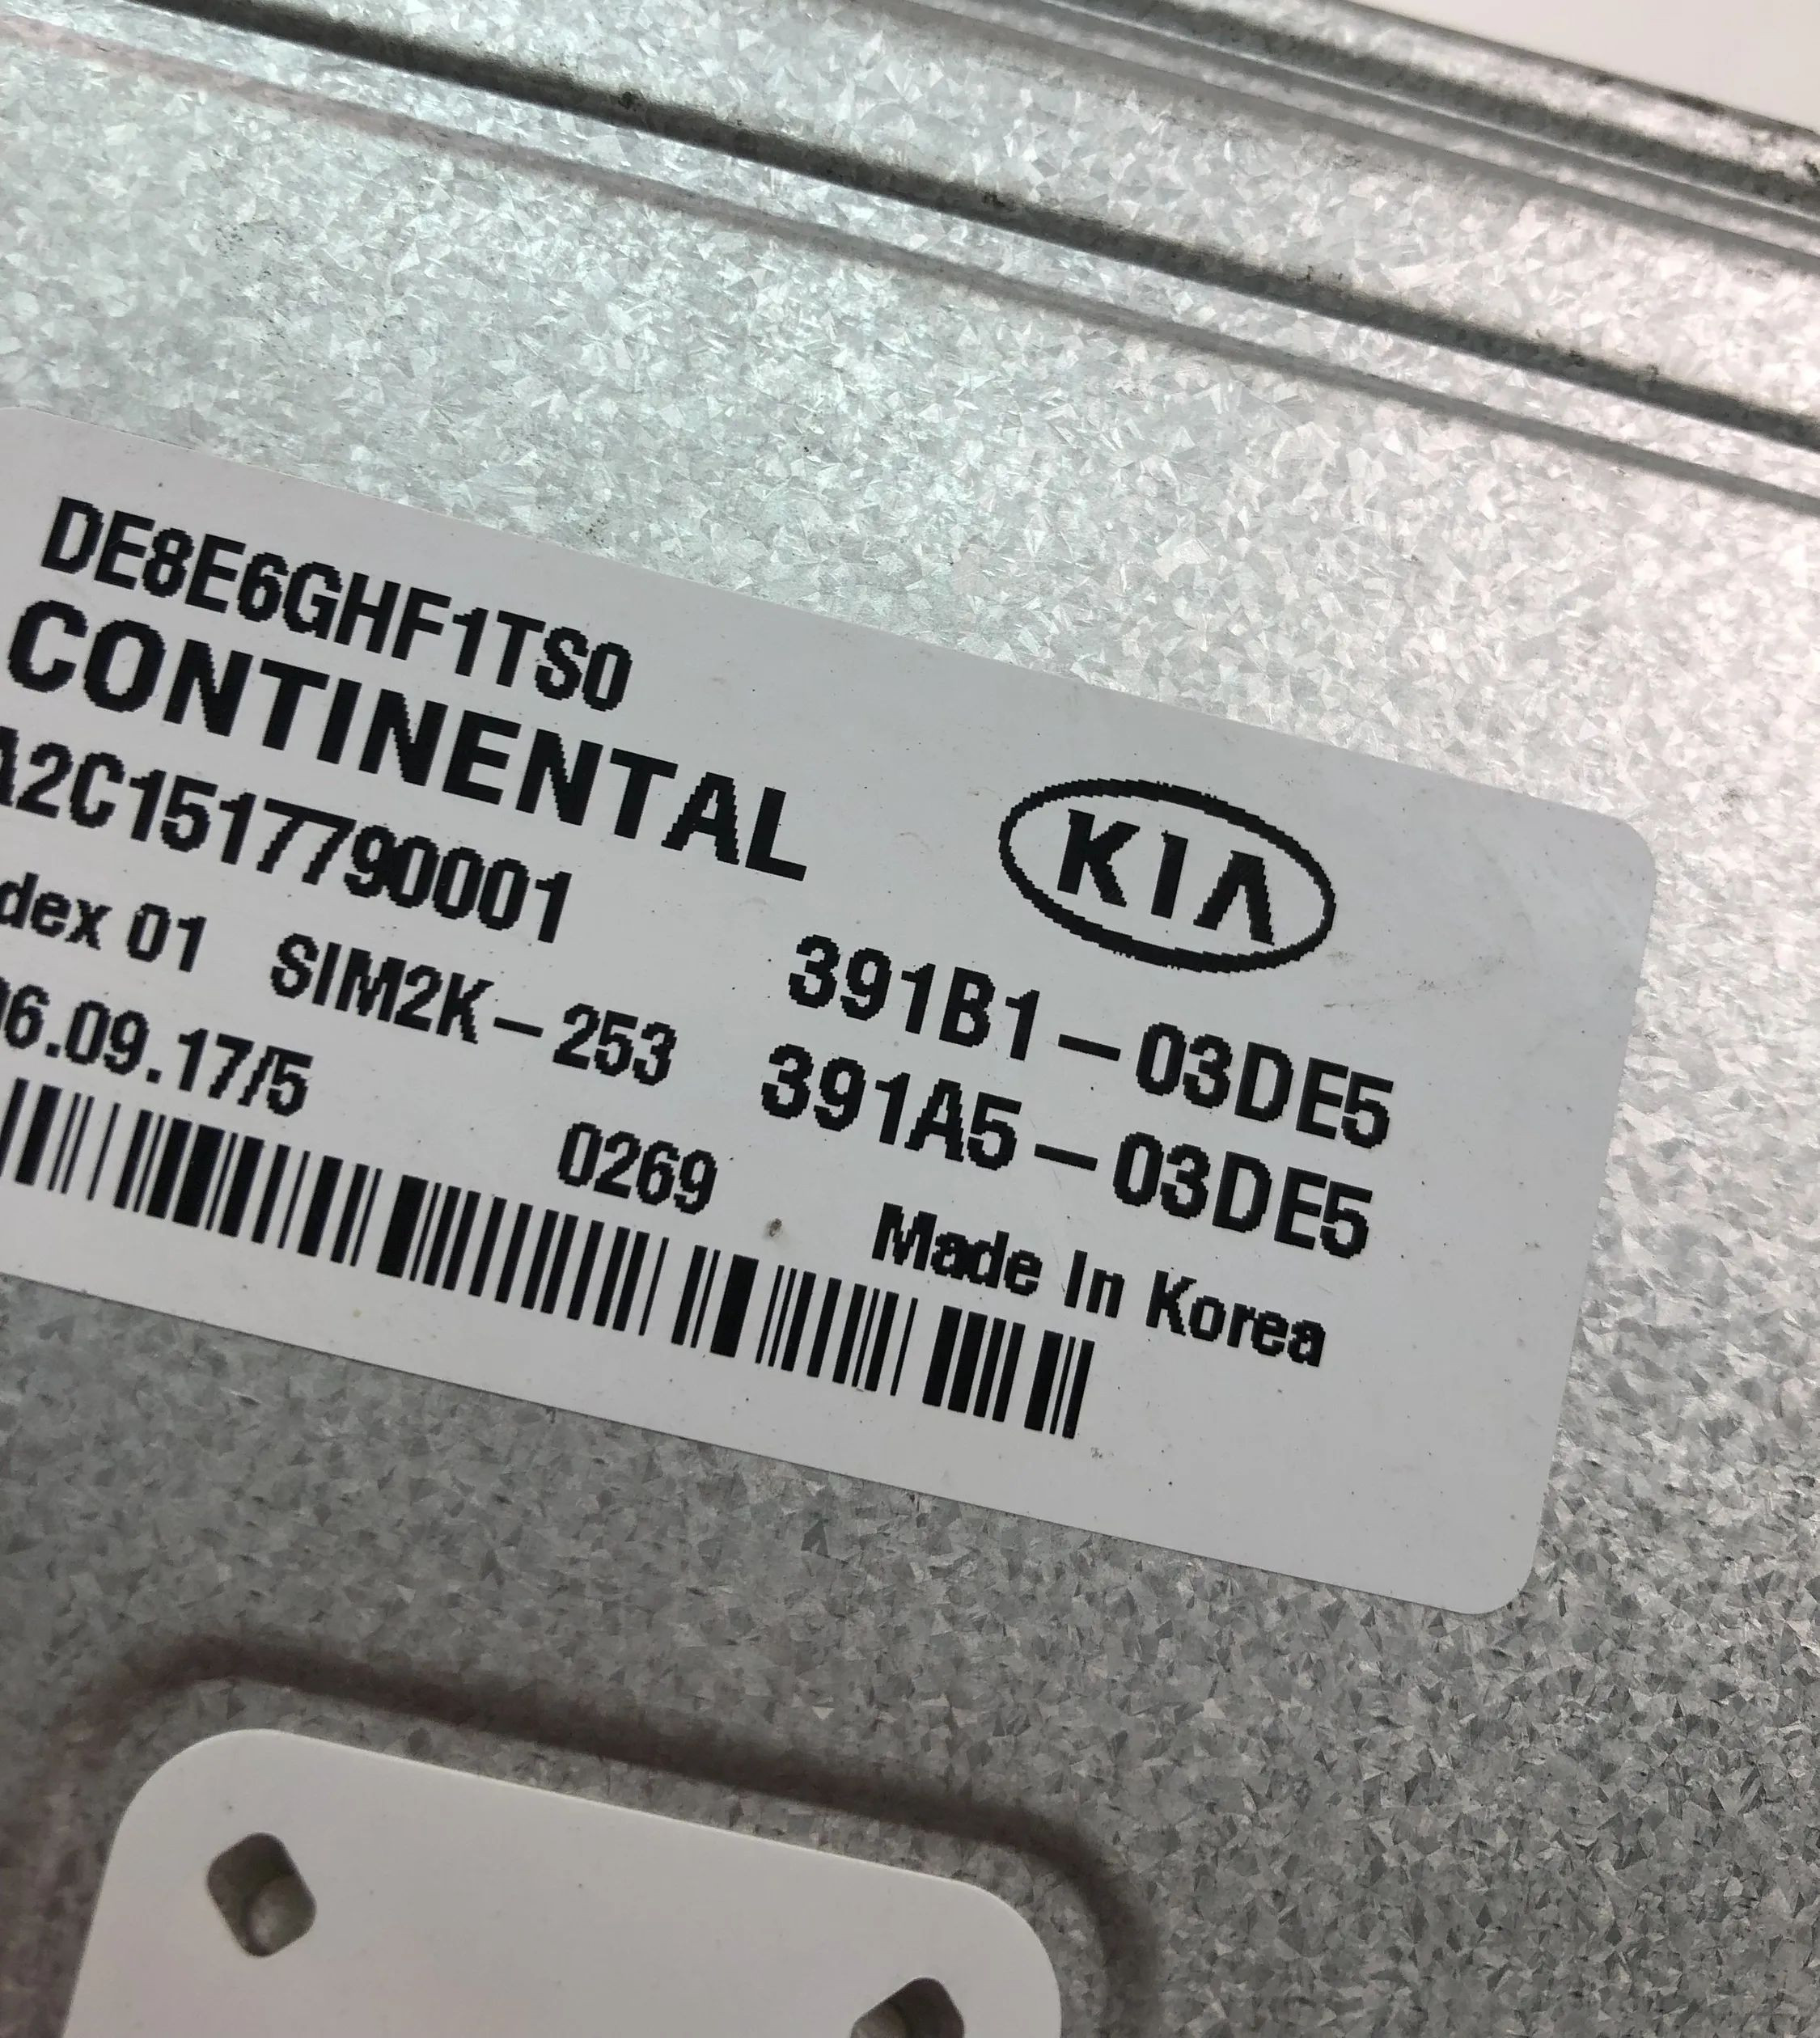 DE8E6GHF1TS0
CONTINENTAL
KIA
A2C1517790001
dex 01 SIM2K-253
391B1-03DE5
6.09.17/5
391A5-03DE5
0269
Made In Korea